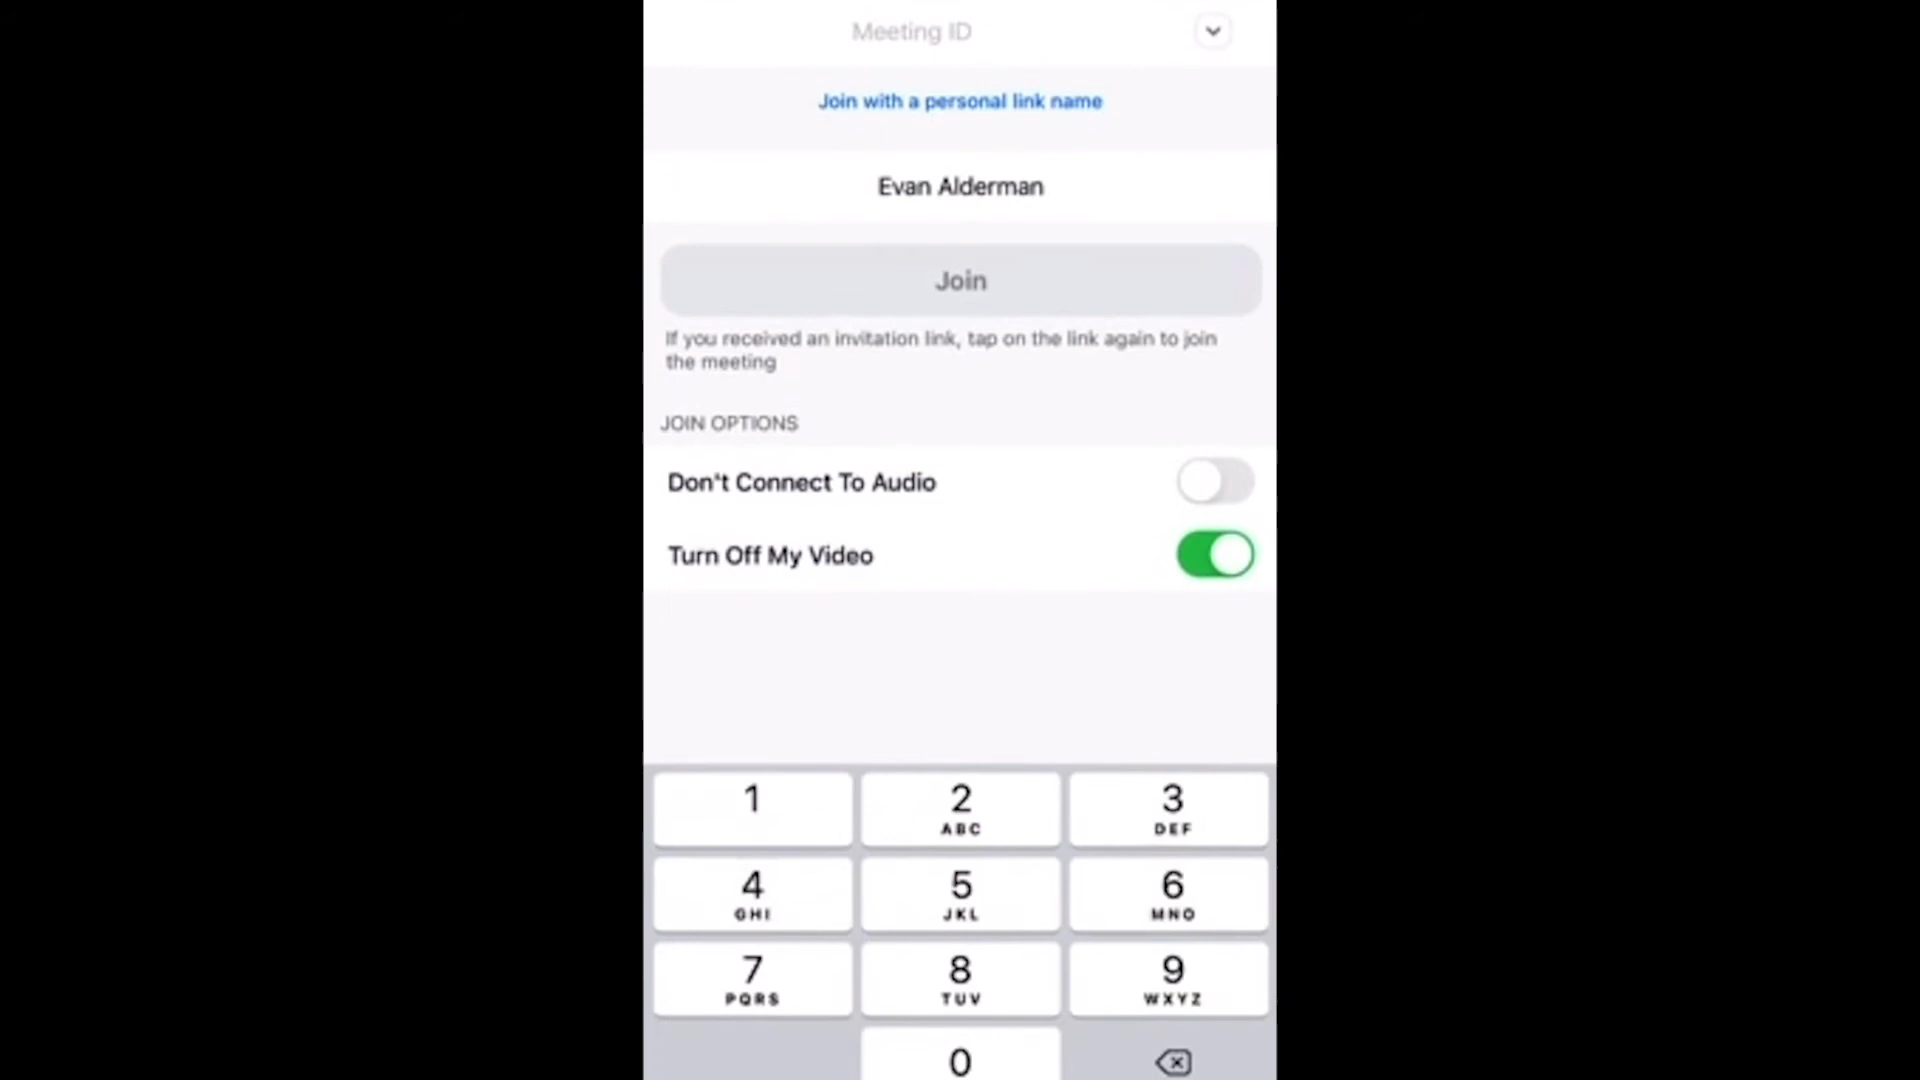 Meeting ID
Join with a personal link name
Evan Alderman
Join
If you received an invitation link, tap on the link again to join
the meeting
JOIN OPTIONS
Don't Connect To Audio
Turn Off My Video
1 2 3
ABC DEF
4 5 6
GHI JKL MNO
7 8 9
PQRS TUV WXYZ
0